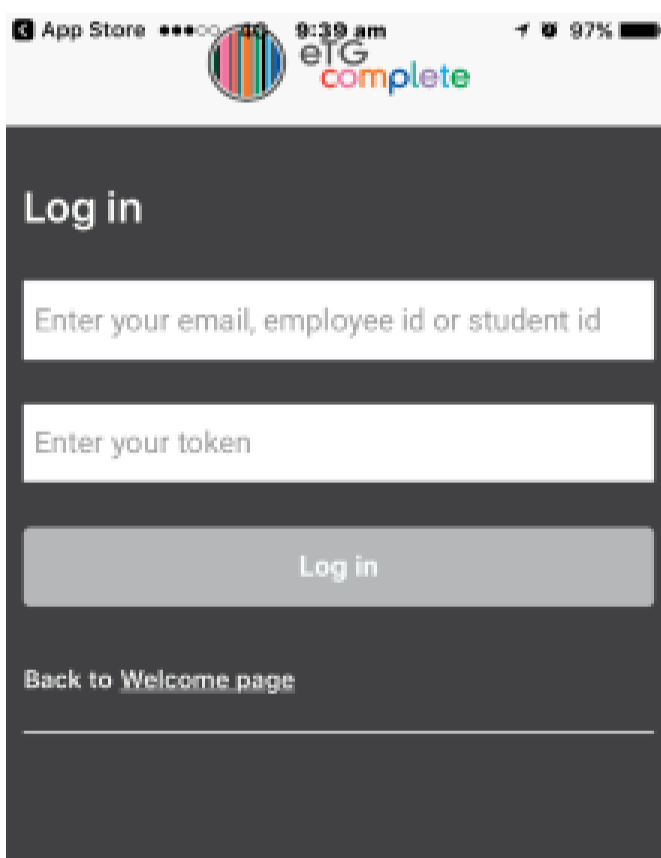 App Store 4G 9:39 am 97%
eTG
complete
Log in
Enter your email, employee id or student id
Enter your token
Log in
Back to Welcome page